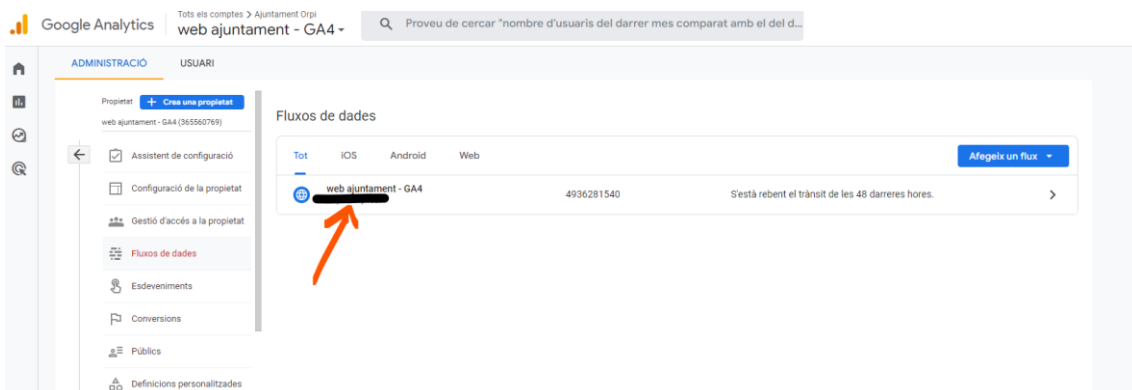 Google Analytics
Tots els comptes > Ajuntament Orpi
web ajuntament - GA4
Proveu de cercar "nombre d'usuaris del darrer mes comparat amb el del d...
ADMINISTRACIÓ
USUARI
Propietat
+ Crea una propietat
web ajuntament - GA4 (365560769)
Assistent de configuració
Configuració de la propietat
Gestió d'accés a la propietat
Fluxos de dades
Esdeveniments
Conversions
Públics
Definicions personalitzades
Fluxos de dades
Tot
iOS
Android
Web
Afegeix un flux
web ajuntament - GA4
4936281540
S'està rebent el trànsit de les 48 darreres hores.